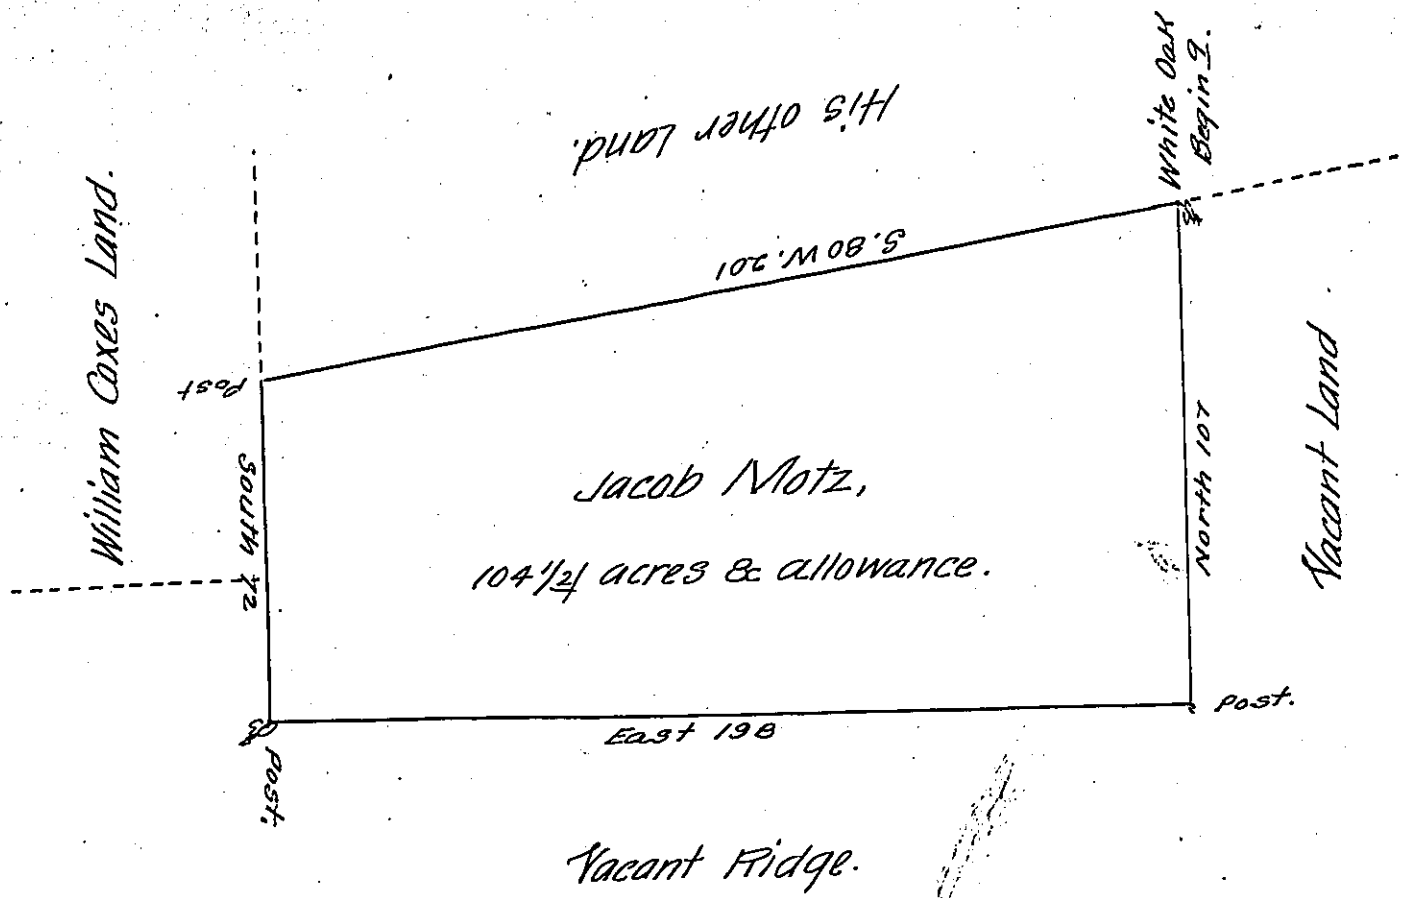 White Oak
Begin g.
His other Land.
William Coxes Land.
S. 80 W. 201
Post
South 72
Jacob Motz,
104 1/2 acres & allowance.
North 107
Vacant Land
Post.
East 198
Post,
Vacant Ridge.